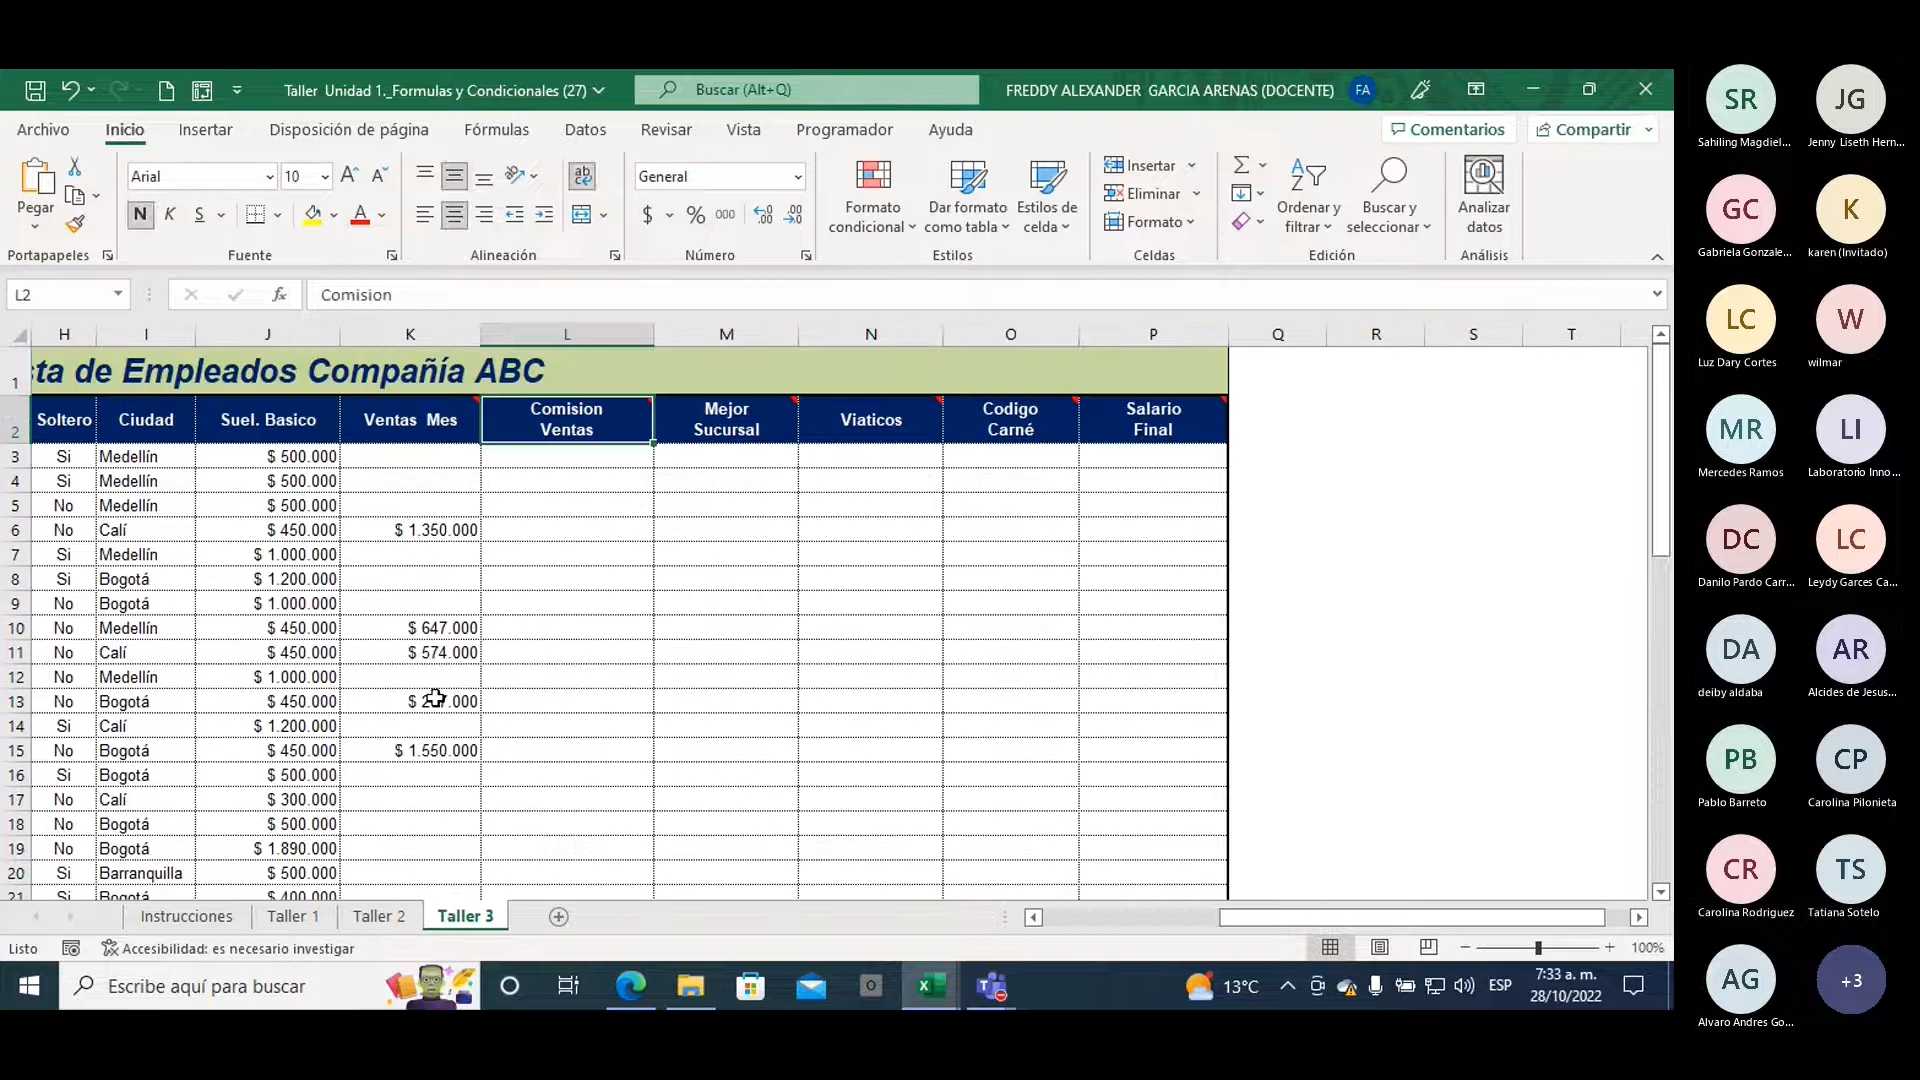 Taller Unidad 1._Formulas y Condicionales (27)
Buscar (Alt+Q)
FREDDY ALEXANDER GARCIA ARENAS (DOCENTE)
FA
Archivo Inicio Insertar Disposición de página Fórmulas Datos Revisar Vista Programador Ayuda
Comentarios Compartir
Pegar
Arial 10
General
N K S
$ % 000
Formato condicional
Dar formato como tabla
Estilos de celda
Insertar
Eliminar
Formato
Ordenar y filtrar
Buscar y seleccionar
Analizar datos
Portapapeles Fuente Alineación Número Estilos Celdas Edición Análisis
L2 fx Comision
H I J K L M N O P Q R S T
1 sta de Empleados Compañía ABC
2 Soltero Ciudad Suel. Basico Ventas Mes Comision Ventas Mejor Sucursal Viaticos Codigo Carné Salario Final
3 Si Medellín $ 500.000
4 Si Medellín $ 500.000
5 No Medellín $ 500.000
6 No Calí $ 450.000 $ 1.350.000
7 Si Medellín $ 1.000.000
8 Si Bogotá $ 1.200.000
9 No Bogotá $ 1.000.000
10 No Medellín $ 450.000 $ 647.000
11 No Calí $ 450.000 $ 574.000
12 No Medellín $ 1.000.000
13 No Bogotá $ 450.000
14 Si Calí $ 1.200.000
15 No Bogotá $ 450.000 $ 1.550.000
16 Si Bogotá $ 500.000
17 No Calí $ 300.000
18 No Bogotá $ 500.000
19 No Bogotá $ 1.890.000
20 Si Barranquilla $ 500.000
21 Si Bogotá $ 400.000
Instrucciones Taller 1 Taller 2 Taller 3
Listo Accesibilidad: es necesario investigar 100%
Escribe aquí para buscar
13°C ESP 7:33 a. m.
28/10/2022
SR JG
Sahiling Magdiel... Jenny Liseth Hern...
GC K
Gabriela Gonzale... karen (Invitado)
LC W
Luz Dary Cortes wilmar
MR LI
Mercedes Ramos Laboratorio Inno...
DC LC
Danilo Pardo Carr... Leydy Garces Ca...
DA AR
deiby aldaba Alcides de Jesus...
PB CP
Pablo Barreto Carolina Pilonieta
CR TS
Carolina Rodriguez Tatiana Sotelo
AG +3
Alvaro Andres Go...